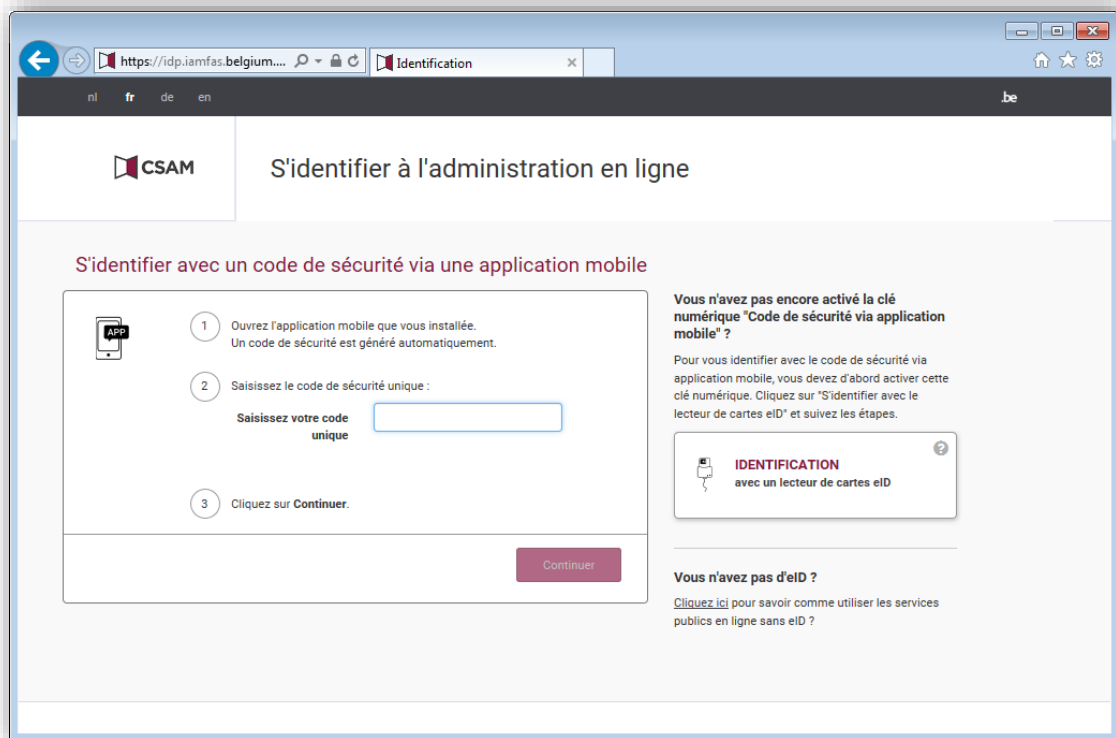 https://idp.iamfas.belgium....
Identification
nl fr de en
.be
CSAM
S'identifier à l'administration en ligne
S'identifier avec un code de sécurité via une application mobile
APP
1
Ouvrez l'application mobile que vous installée.
Un code de sécurité est généré automatiquement.
2
Saisissez le code de sécurité unique :
Saisissez votre code
unique
3
Cliquez sur Continuer.
Continuer
Vous n'avez pas encore activé la clé
numérique "Code de sécurité via application
mobile" ?
Pour vous identifier avec le code de sécurité via
application mobile, vous devez d'abord activer cette
clé numérique. Cliquez sur "S'identifier avec le
lecteur de cartes eID" et suivez les étapes.
?
IDENTIFICATION
avec un lecteur de cartes eID
Vous n'avez pas d'eID ?
Cliquez ici pour savoir comme utiliser les services
publics en ligne sans eID ?